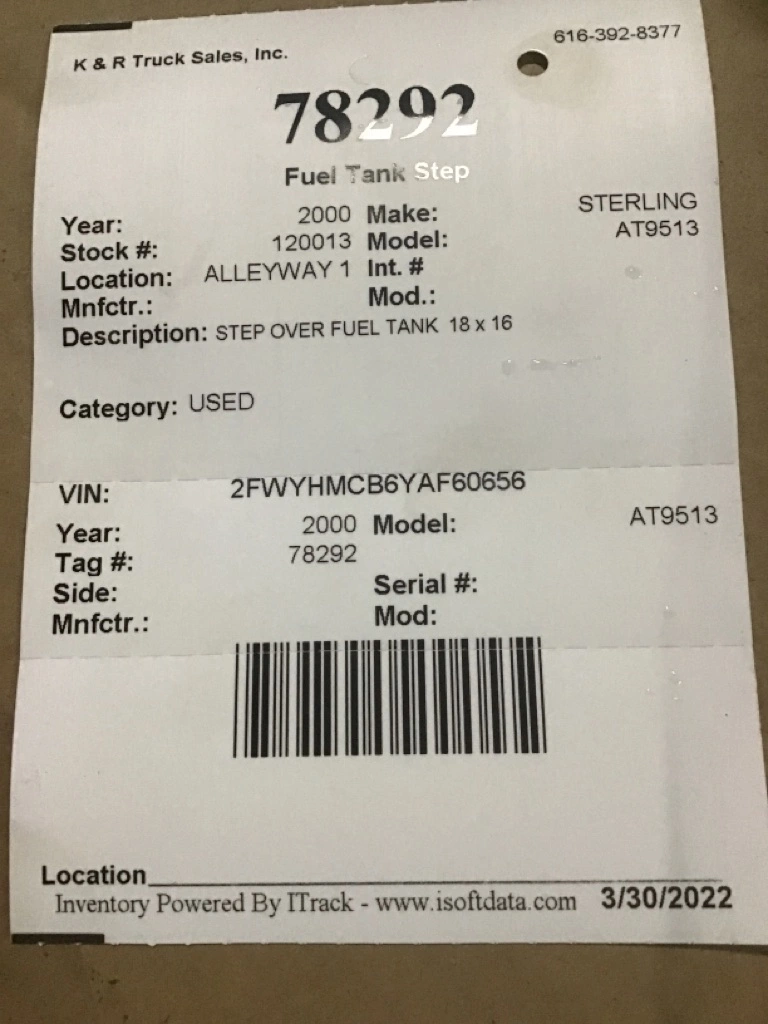 K & R Truck Sales, Inc. 616-392-8377
78292
Fuel Tank Step
Year: 2000 Make: STERLING
Stock #: 120013 Model: AT9513
Location: ALLEYWAY 1 Int. #
Mnfctr.: Mod.:
Description: STEP OVER FUEL TANK 18 x 16
Category: USED
VIN: 2FWYHMCB6YAF60656
Year: 2000 Model: AT9513
Tag #: 78292
Side: Serial #:
Mnfctr.: Mod:
Location
Inventory Powered By ITrack - www.isoftdata.com 3/30/2022